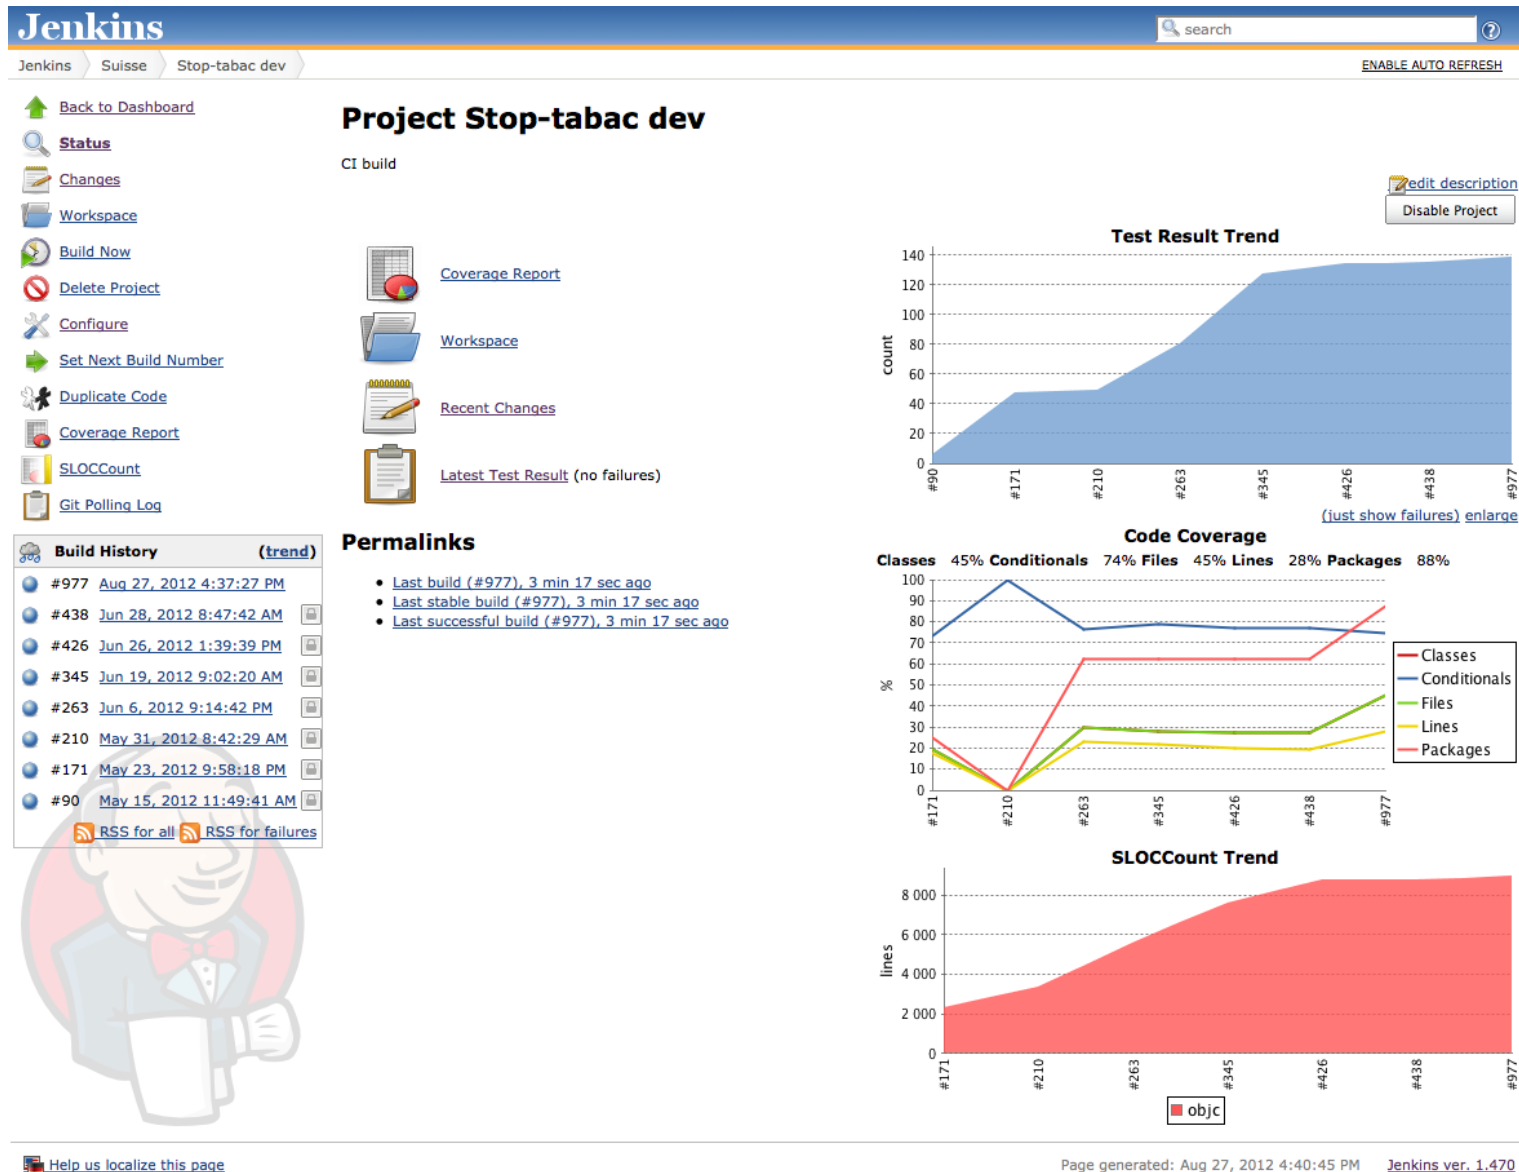 Jenkins
search
Jenkins Suisse Stop-tabac dev
ENABLE AUTO REFRESH
Back to Dashboard
Status
Changes
Workspace
Build Now
Delete Project
Configure
Set Next Build Number
Duplicate Code
Coverage Report
SLOCCount
Git Polling Log
Build History (trend)
#977 Aug 27, 2012 4:37:27 PM
#438 Jun 28, 2012 8:47:42 AM
#426 Jun 26, 2012 1:39:39 PM
#345 Jun 19, 2012 9:02:20 AM
#263 Jun 6, 2012 9:14:42 PM
#210 May 31, 2012 8:42:29 AM
#171 May 23, 2012 9:58:18 PM
#90 May 15, 2012 11:49:41 AM
RSS for all RSS for failures
Project Stop-tabac dev
CI build
edit description
Disable Project
Coverage Report
Workspace
Recent Changes
Latest Test Result (no failures)
Permalinks
Last build (#977), 3 min 17 sec ago
Last stable build (#977), 3 min 17 sec ago
Last successful build (#977), 3 min 17 sec ago
Test Result Trend
count
140
120
100
80
60
40
20
0
#90 #171 #210 #263 #345 #426 #438 #977
(just show failures) enlarge
Code Coverage
Classes 45% Conditionals 74% Files 45% Lines 28% Packages 88%
%
100
90
80
70
60
50
40
30
20
10
0
#171 #210 #263 #345 #426 #438 #977
Classes
Conditionals
Files
Lines
Packages
SLOCCount Trend
lines
8 000
6 000
4 000
2 000
0
#171 #210 #263 #345 #426 #438 #977
objc
Help us localize this page
Page generated: Aug 27, 2012 4:40:45 PM Jenkins ver. 1.470